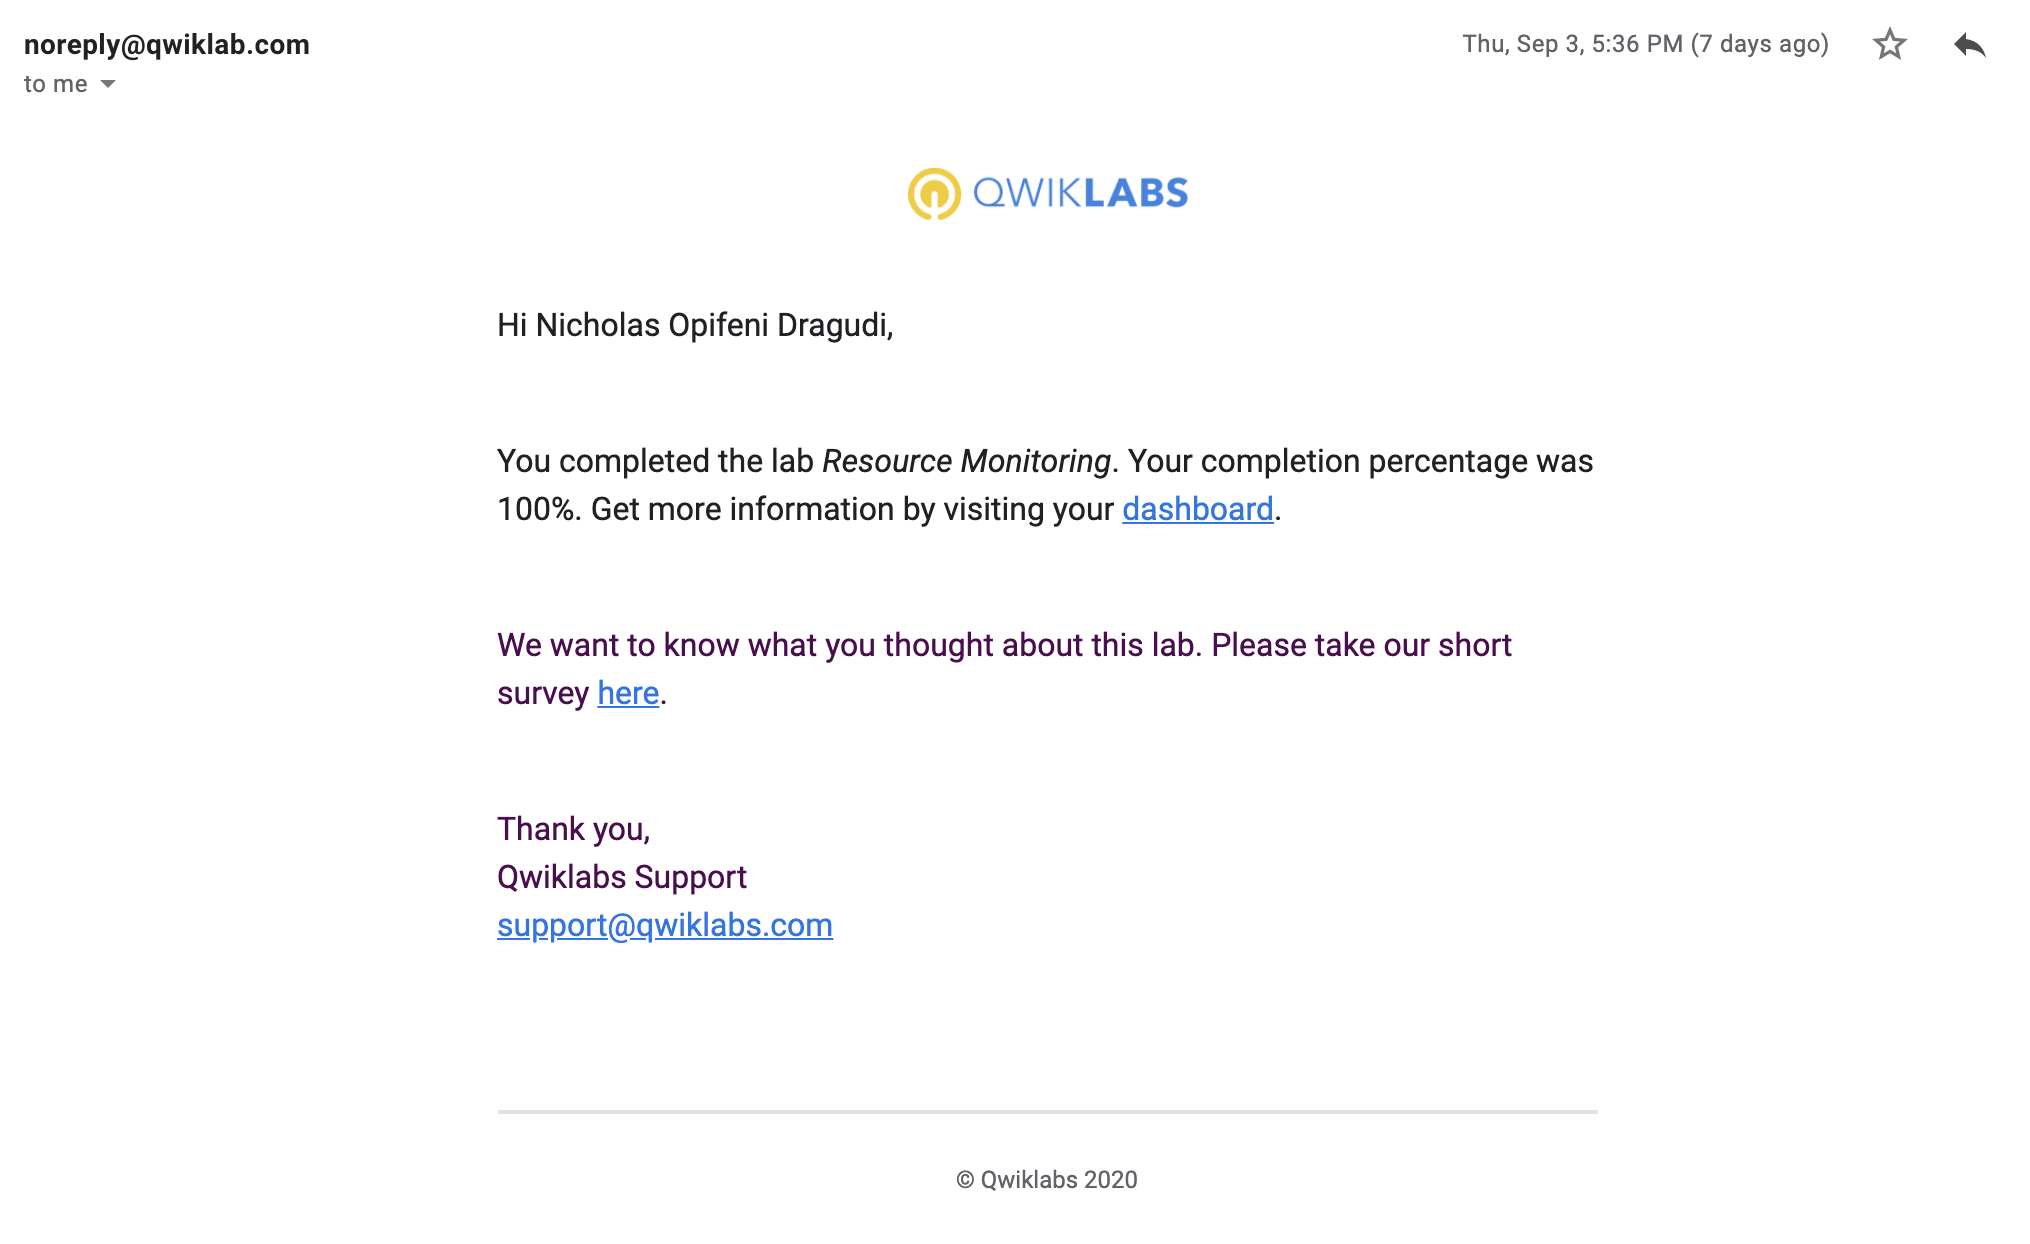 noreply@qwiklab.com
Thu, Sep 3, 5:36 PM (7 days ago)
to me
QWIKLABS
Hi Nicholas Opifeni Dragudi,
You completed the lab Resource Monitoring. Your completion percentage was
100%. Get more information by visiting your dashboard.
We want to know what you thought about this lab. Please take our short
survey here.
Thank you,
Qwiklabs Support
support@qwiklabs.com
© Qwiklabs 2020